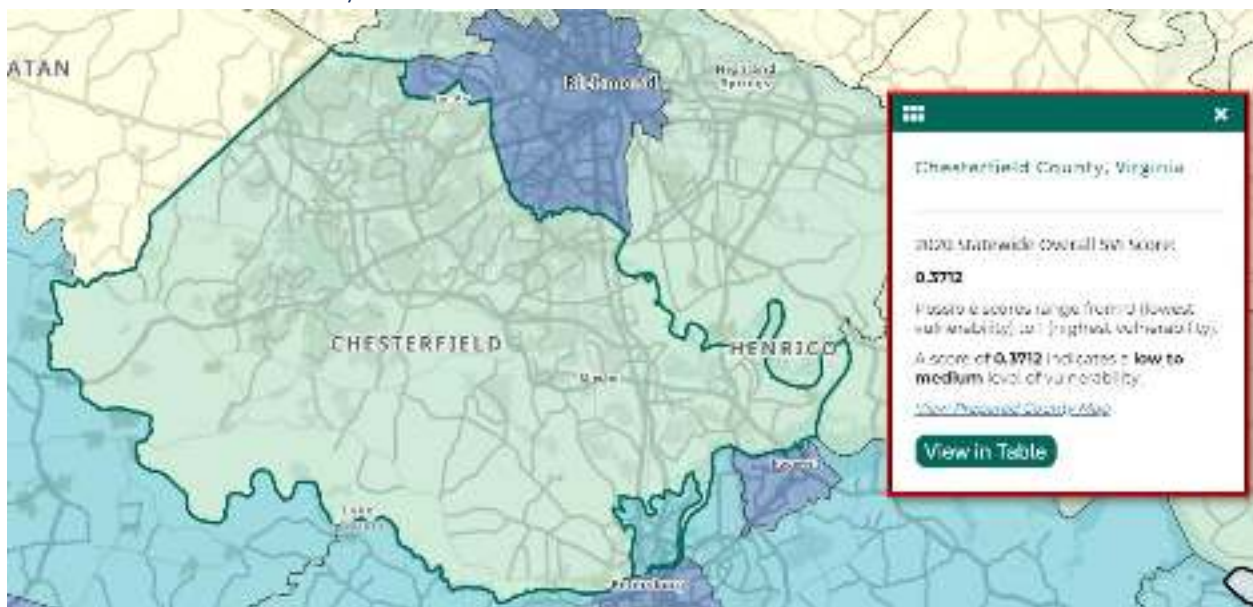 ATAN
Richmond
Highland
Springs
CHESTERFIELD
HENRICO
Chesterfield County, Virginia
2020 Statewide Overall SVI Score:
0.3712
Possible scores range from 0 (lowest
vulnerability) to 1 (highest vulnerability).
A score of 0.3712 indicates a low to
medium level of vulnerability.
View Prepared County Map
View in Table
Petersburg